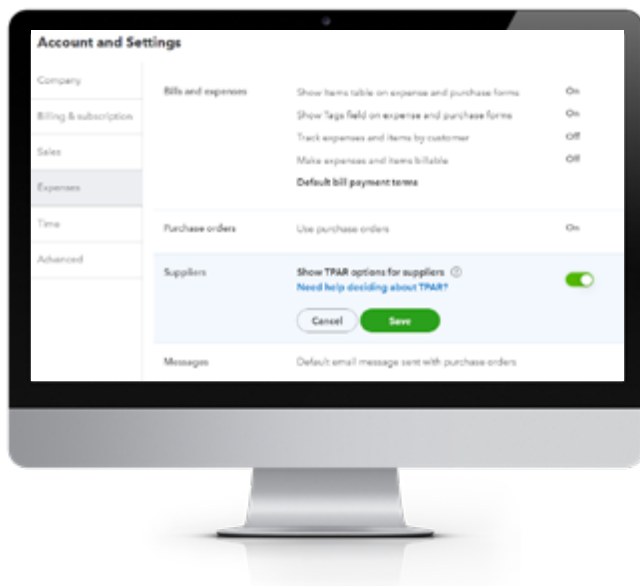 Account and Settings
Company
Billing & subscription
Sales
Expenses
Time
Advanced
Bills and expenses
Show items table on expense and purchase forms On
Show Tags field on expense and purchase forms On
Track expenses and items by customer Off
Make expenses and items billable Off
Default bill payment terms
Purchase orders Use purchase orders On
Suppliers Show TPAR options for suppliers
Need help deciding about TPAR?
Cancel Save
Messages Default email message sent with purchase orders